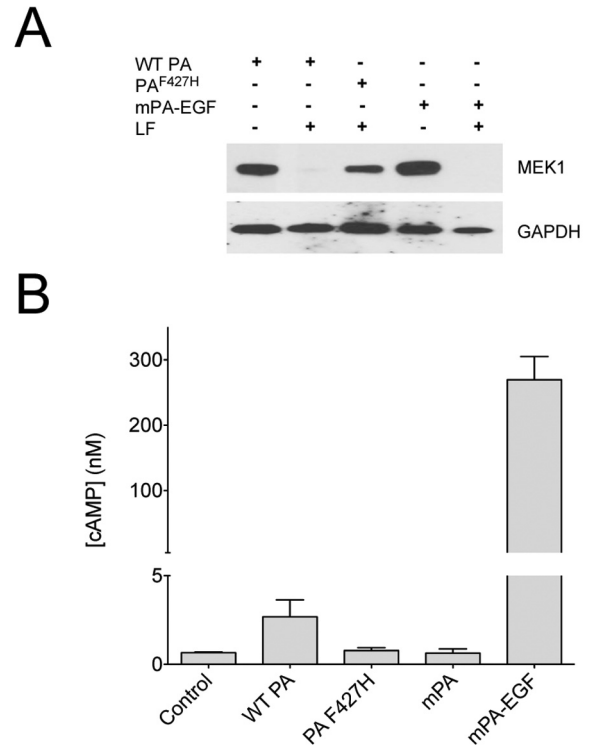 A
WT PA + + - - -
PAF427H - - + - -
mPA-EGF - - - + +
LF - + + - +
MEK1
GAPDH
B
[cAMP] (nM)
300
200
100
5
0
Control
WT PA
PA F427H
mPA
mPA-EGF